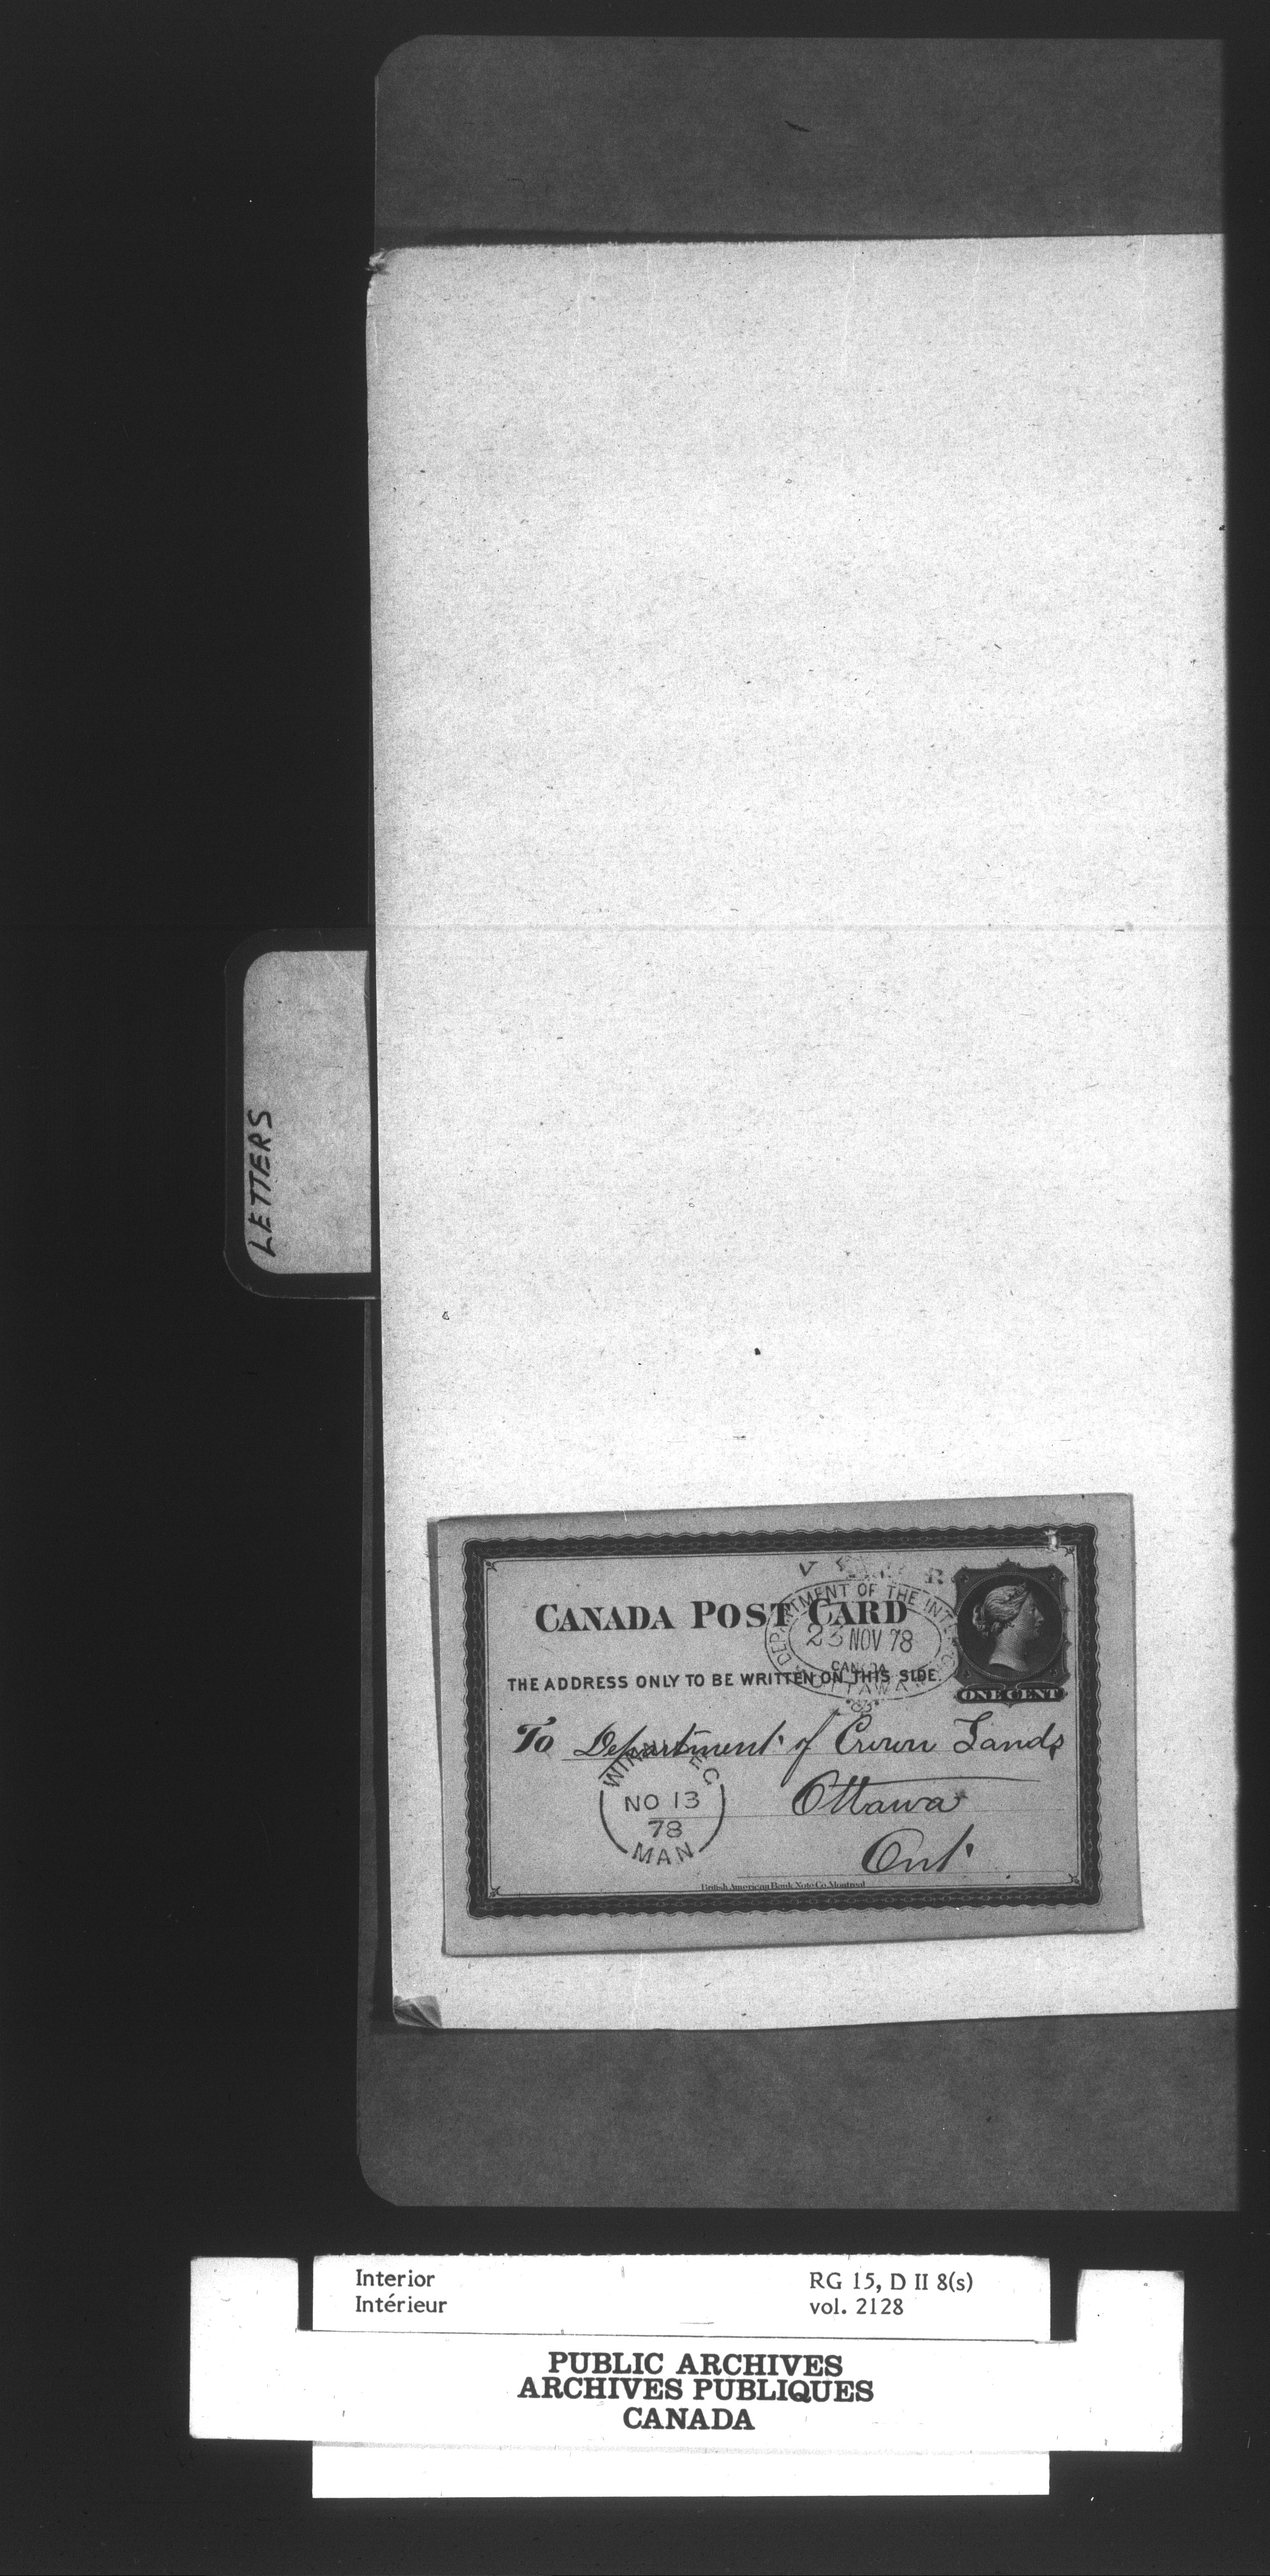 LETTERS
CANADA POST CARD
DEPARTMENT OF THE
23 NOV 78
CANADA
OTTAWA
THE ADDRESS ONLY TO BE WRITTEN ON THIS SIDE.
ONE CENT
To Department of Crown Lands
WINNIPEG
NO 13
78
MAN
Ottawa
Ont
British American Bank Note Co. Montreal
Interior
Intérieur
RG 15, D II 8(s)
vol. 2128
PUBLIC ARCHIVES
ARCHIVES PUBLIQUES
CANADA